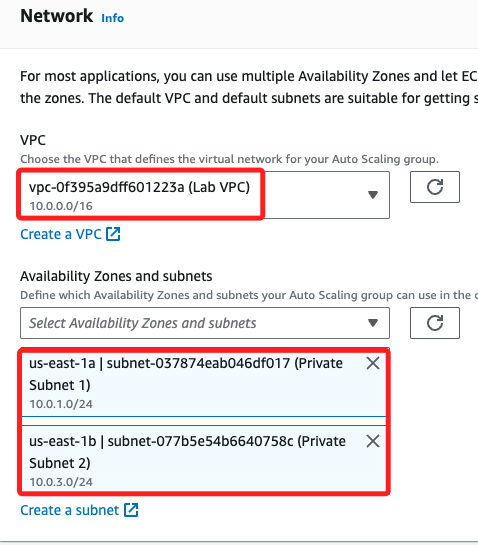 Network Info
For most applications, you can use multiple Availability Zones and let EC
the zones. The default VPC and default subnets are suitable for getting s
VPC
Choose the VPC that defines the virtual network for your Auto Scaling group.
vpc-0f395a9dff601223a (Lab VPC)
10.0.0.0/16
Create a VPC
Availability Zones and subnets
Define which Availability Zones and subnets your Auto Scaling group can use in the c
Select Availability Zones and subnets
us-east-1a | subnet-037874eab046df017 (Private
Subnet 1)
10.0.1.0/24
us-east-1b | subnet-077b5e54b6640758c (Private
Subnet 2)
10.0.3.0/24
Create a subnet